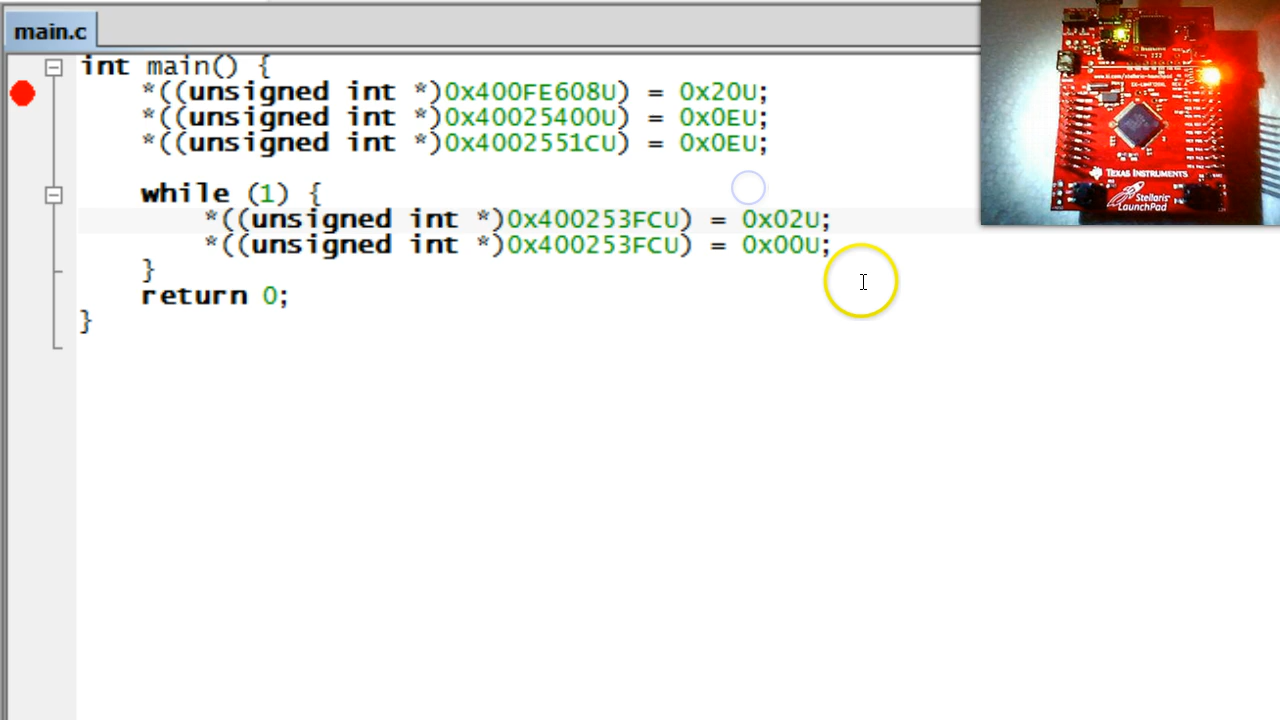 main.c
int main() {
*((unsigned int *)0x400FE608U) = 0x20U;
*((unsigned int *)0x40025400U) = 0x0EU;
*((unsigned int *)0x4002551CU) = 0x0EU;
while (1) {
*((unsigned int *)0x400253FCU) = 0x02U;
*((unsigned int *)0x400253FCU) = 0x00U;
}
return 0;
}
TEXAS INSTRUMENTS
Stellaris
LaunchPad